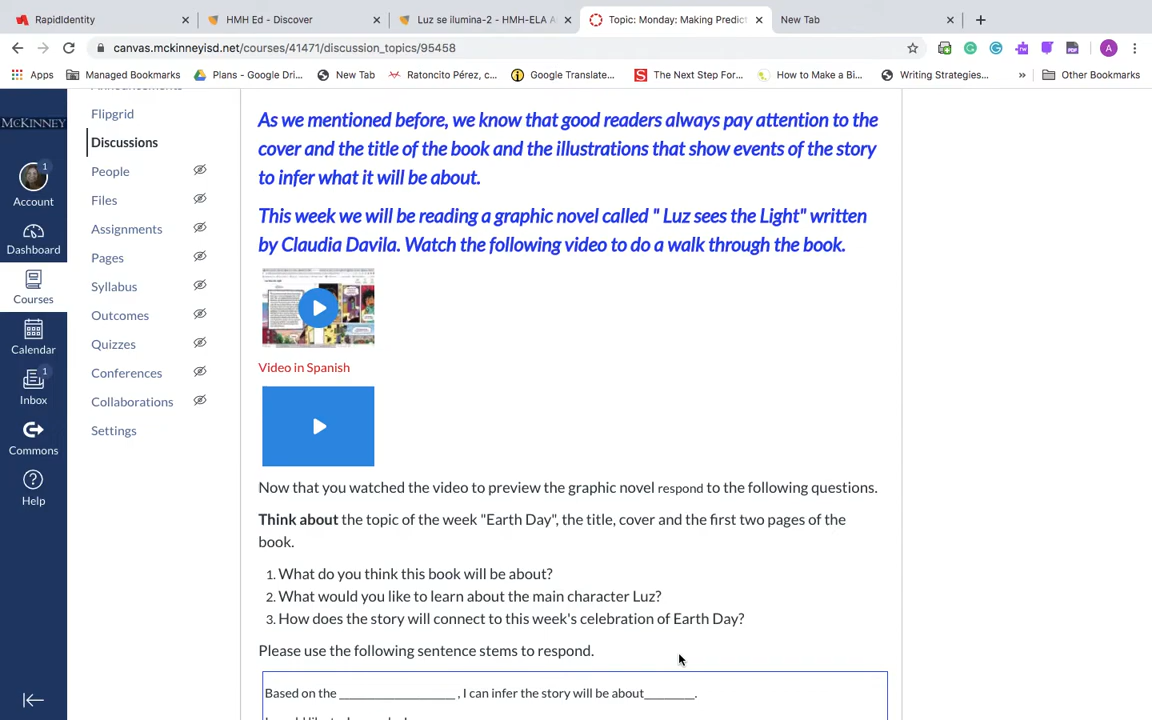 RapidIdentity
HMH Ed - Discover
Luz se ilumina-2 - HMH-ELA A
Topic: Monday: Making Predict
New Tab
canvas.mckinneyisd.net/courses/41471/discussion_topics/95458
A
Apps
Managed Bookmarks
Plans - Google Dri...
New Tab
Ratoncito Pérez, c...
Google Translate...
The Next Step For...
How to Make a Bi...
Writing Strategies...
»
Other Bookmarks
McKINNEY
1
Account
Dashboard
Courses
Calendar
1
Inbox
Commons
Help
Announcements
Flipgrid
Discussions
People
Files
Assignments
Pages
Syllabus
Outcomes
Quizzes
Conferences
Collaborations
Settings
As we mentioned before, we know that good readers always pay attention to the
cover and the title of the book and the illustrations that show events of the story
to infer what it will be about.
This week we will be reading a graphic novel called " Luz sees the Light" written
by Claudia Davila. Watch the following video to do a walk through the book.
Video in Spanish
Now that you watched the video to preview the graphic novel respond to the following questions.
Think about the topic of the week "Earth Day", the title, cover and the first two pages of the
book.
1. What do you think this book will be about?
2. What would you like to learn about the main character Luz?
3. How does the story will connect to this week's celebration of Earth Day?
Please use the following sentence stems to respond.
Based on the ____________________ , I can infer the story will be about_________.